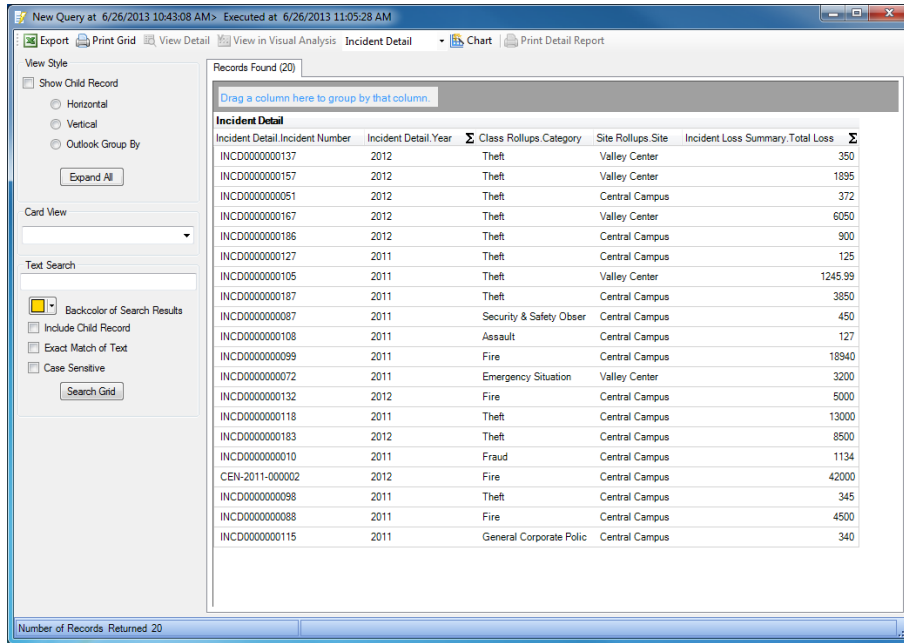 New Query at 6/26/2013 10:43:08 AM> Executed at 6/26/2013 11:05:28 AM
Export Print Grid View Detail View in Visual Analysis Incident Detail Chart Print Detail Report
View Style
Show Child Record
Horizontal
Vertical
Outlook Group By
Expand All
Card View
Text Search
Backcolor of Search Results
Include Child Record
Exact Match of Text
Case Sensitive
Search Grid
Records Found (20)
Drag a column here to group by that column.
Incident Detail
Incident Detail.Incident Number Incident Detail.Year Σ Class Rollups.Category Site Rollups.Site Incident Loss Summary.Total Loss Σ
INCD0000000137 2012 Theft Valley Center 350
INCD0000000157 2012 Theft Valley Center 1895
INCD0000000051 2012 Theft Central Campus 372
INCD0000000167 2012 Theft Valley Center 6050
INCD0000000186 2012 Theft Central Campus 900
INCD0000000127 2011 Theft Central Campus 125
INCD0000000105 2011 Theft Valley Center 1245.99
INCD0000000187 2011 Theft Central Campus 3850
INCD0000000087 2011 Security & Safety Obser Central Campus 450
INCD0000000108 2011 Assault Central Campus 127
INCD0000000099 2011 Fire Central Campus 18940
INCD0000000072 2011 Emergency Situation Valley Center 3200
INCD0000000132 2012 Fire Central Campus 5000
INCD0000000118 2011 Theft Central Campus 13000
INCD0000000183 2012 Theft Central Campus 8500
INCD0000000010 2011 Fraud Central Campus 1134
CEN-2011-000002 2012 Fire Central Campus 42000
INCD0000000098 2011 Theft Central Campus 345
INCD0000000088 2011 Fire Central Campus 4500
INCD0000000115 2011 General Corporate Polic Central Campus 340
Number of Records Returned 20